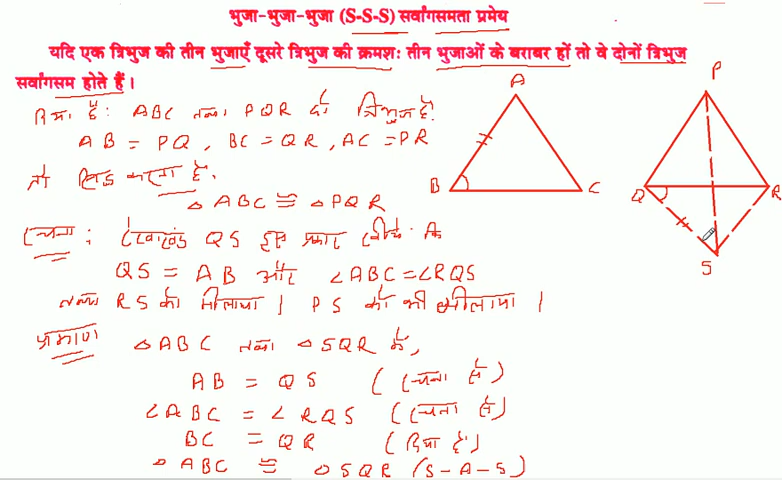 भुजा-भुजा-भुजा (S-S-S) सर्वांगसमता प्रमेय
यदि एक त्रिभुज की तीन भुजाएँ दूसरे त्रिभुज की क्रमशः तीन भुजाओं के बराबर हों तो वे दोनों त्रिभुज
सर्वांगसम होते हैं।
दिया है: ABC तथा PQR दो त्रिभुज हैं.
AB = PQ, BC = QR, AC = PR
तो सिद्ध करना है.
△ ABC ≅ △ PQR
रचना : रेखाखंड QS इस प्रकार खींचे कि
QS = AB और ∠ABC = ∠RQS
तथा RS को मीलाया | PS को भी मीलाया |
प्रमाण △ ABC तथा △ SQR में,
AB = QS (रचना से)
∠ABC = ∠RQS (रचना से)
BC = QR (दिया है)
△ ABC ≅ △ SQR (S-A-S)
A
B
C
P
Q
R
S